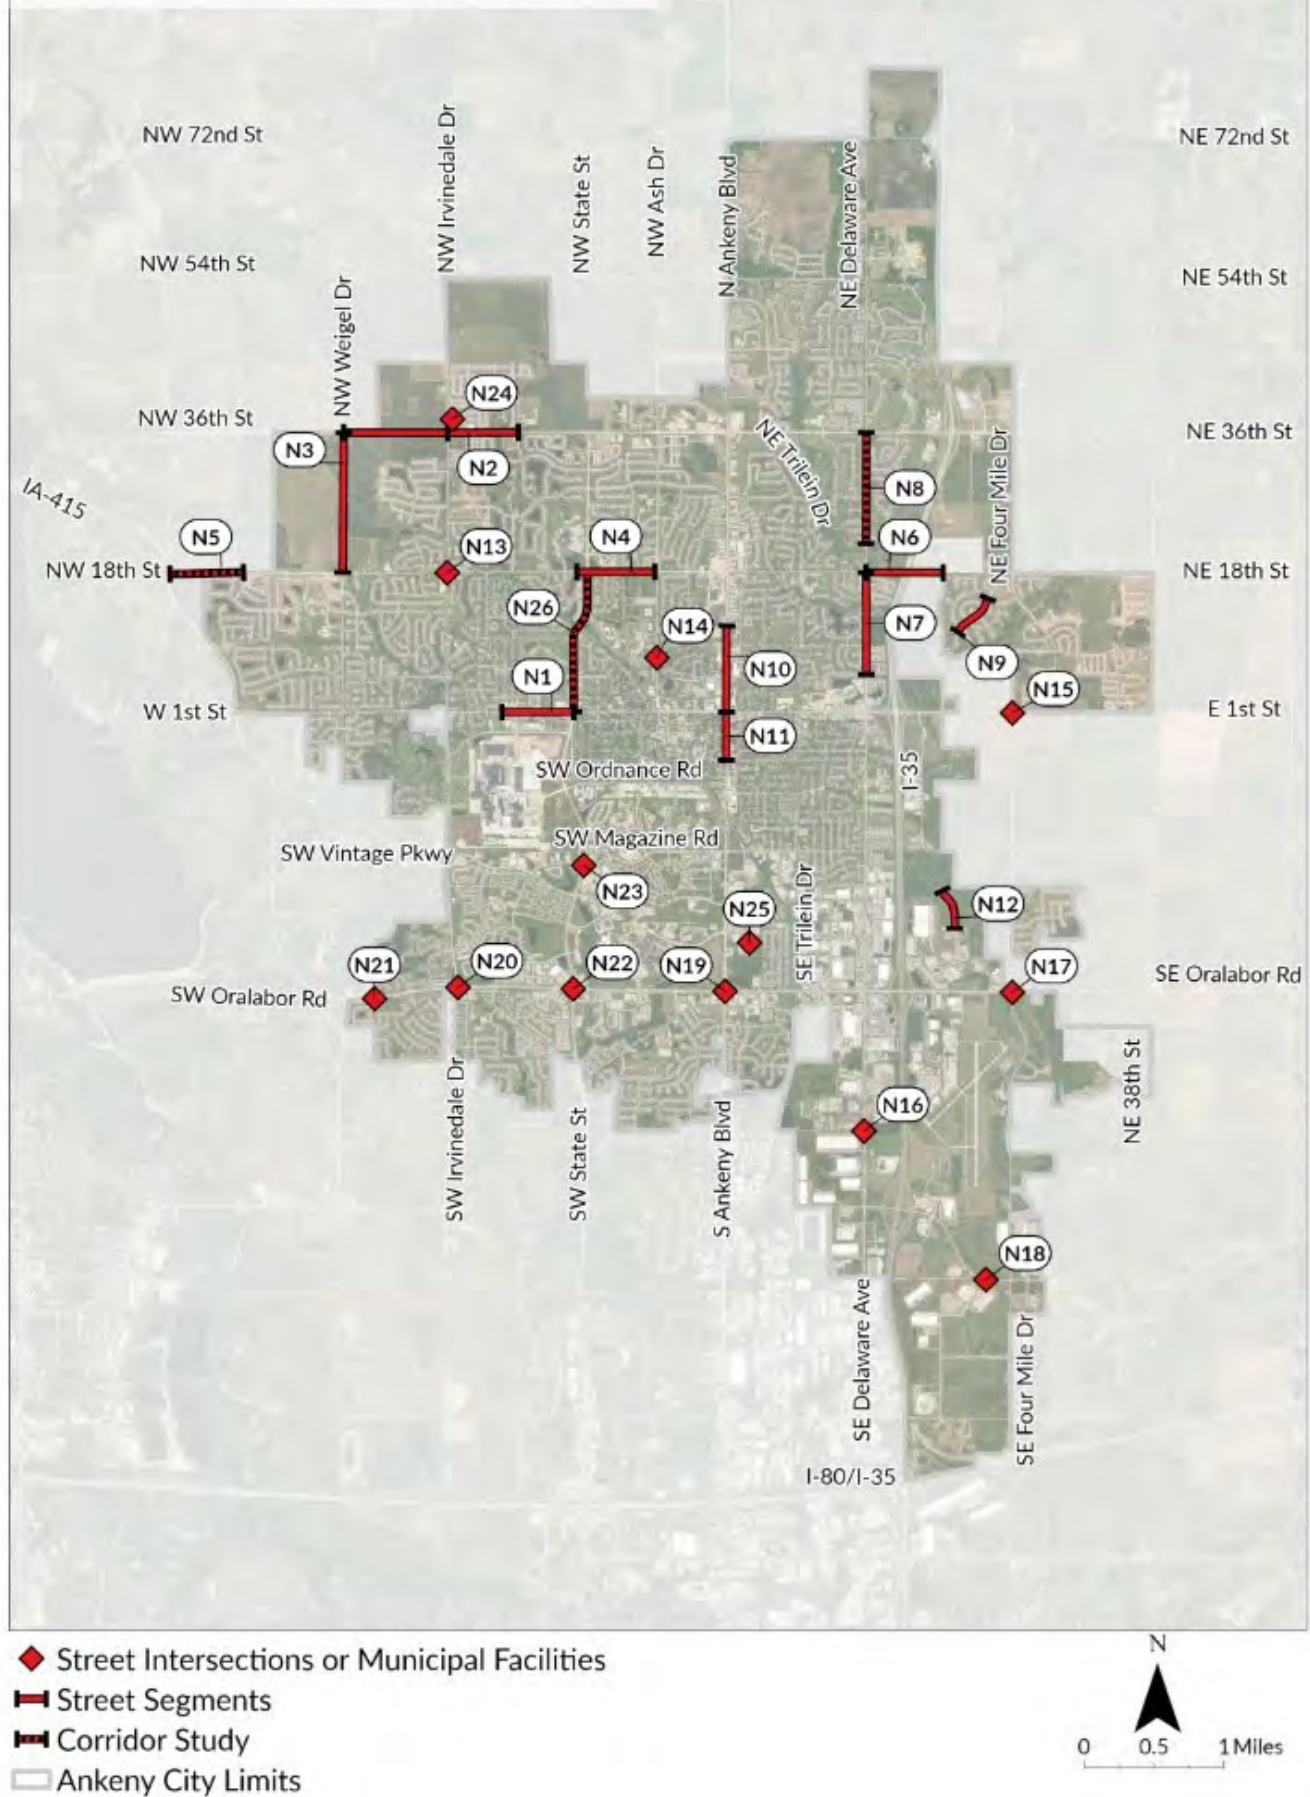 NW 72nd St
NE 72nd St
NW Irvinedale Dr
NW State St
NW Ash Dr
N Ankeny Blvd
NE Delaware Ave
NW 54th St
NE 54th St
NW Weigel Dr
N24
NW 36th St
NE 36th St
N3
N2
NE Trilein Dr
NE Four Mile Dr
IA-415
N8
N5
N13
N4
N6
NW 18th St
NE 18th St
N26
N14
N7
N10
N9
N1
N15
W 1st St
E 1st St
N11
SW Ordnance Rd
I-35
SW Magazine Rd
SW Vintage Pkwy
N23
SE Trilein Dr
N12
N25
N21
N20
N22
N19
N17
SW Oralabor Rd
SE Oralabor Rd
NE 38th St
SW Irvinedale Dr
SW State St
S Ankeny Blvd
N16
N18
SE Delaware Ave
SE Four Mile Dr
I-80/I-35
Street Intersections or Municipal Facilities
Street Segments
Corridor Study
Ankeny City Limits
N
0 0.5 1 Miles